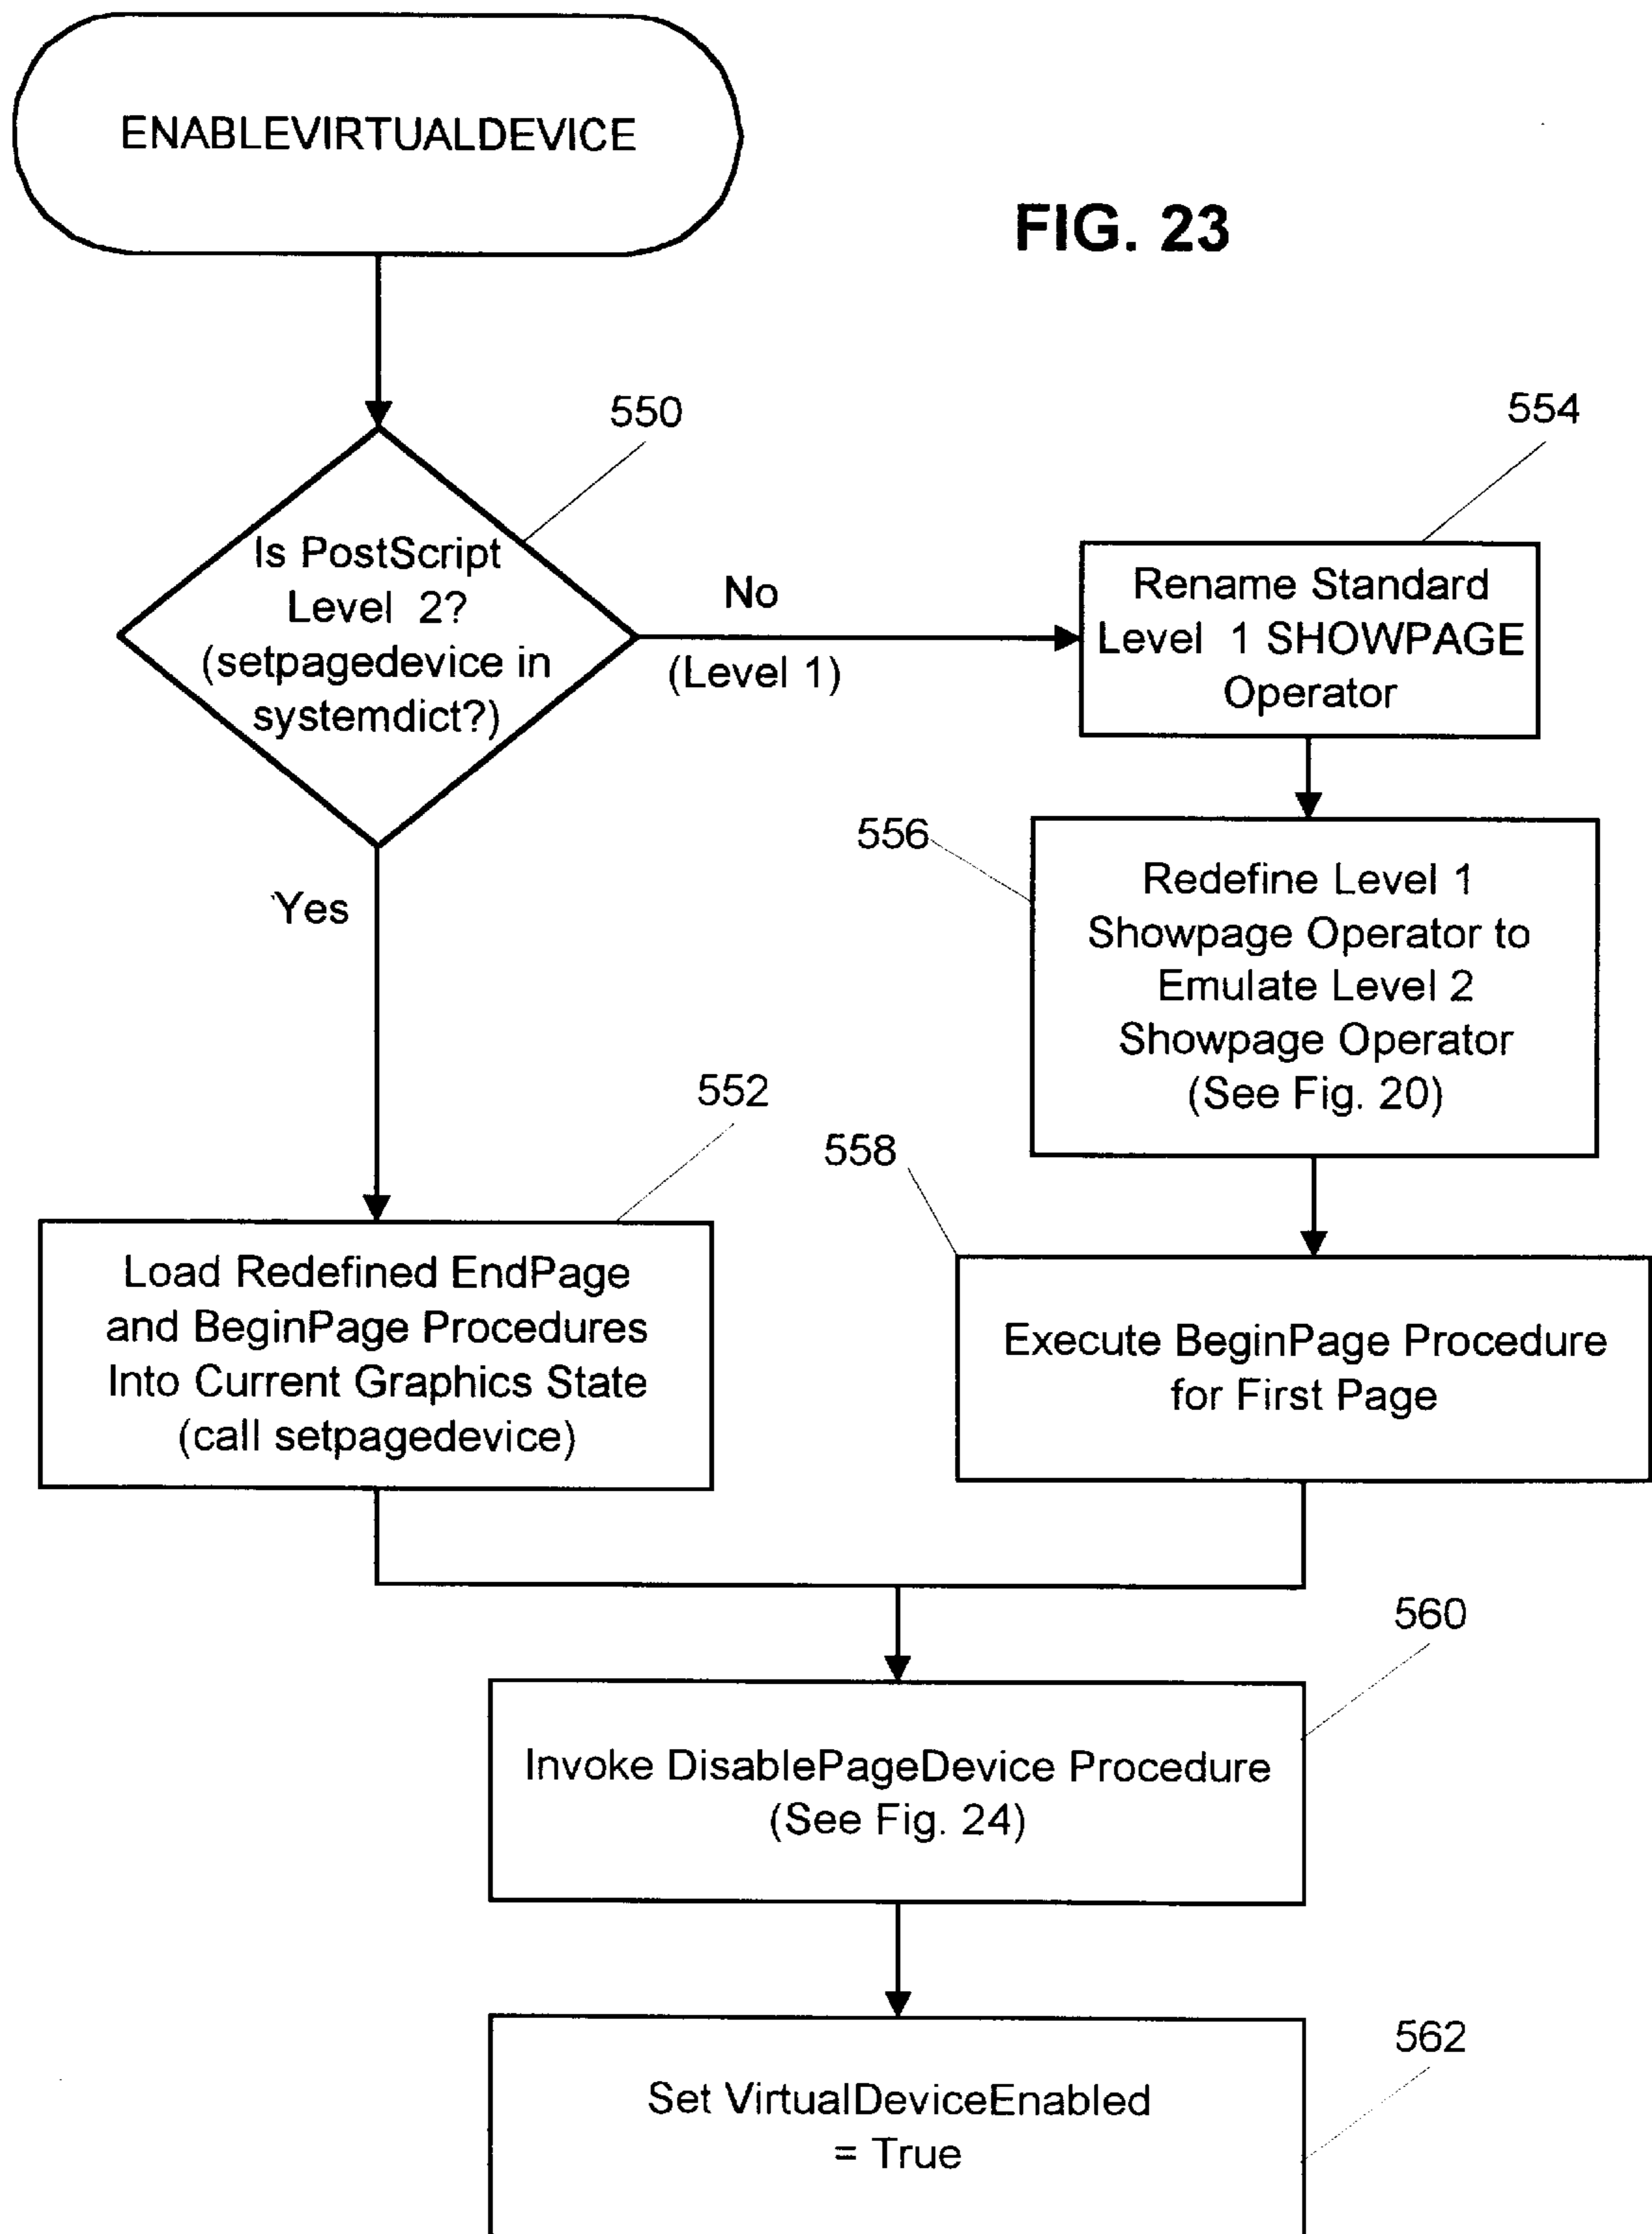 ENABLEVIRTUALDEVICE
FIG. 23
550
554
Is PostScript
Level 2?
(setpagedevice in
systemdict?)
No
(Level 1)
Rename Standard
Level 1 SHOWPAGE
Operator
556
Redefine Level 1
Showpage Operator to
Emulate Level 2
Showpage Operator
(See Fig. 20)
Yes
552
558
Load Redefined EndPage
and BeginPage Procedures
Into Current Graphics State
(call setpagedevice)
Execute BeginPage Procedure
for First Page
560
Invoke DisablePageDevice Procedure
(See Fig. 24)
562
Set VirtualDeviceEnabled
= True